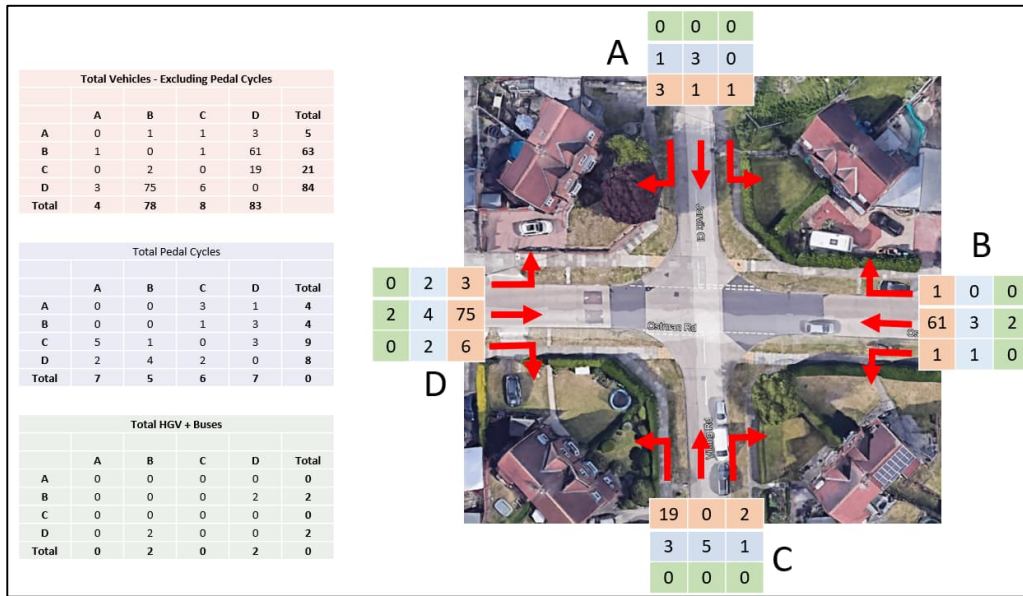 Total Vehicles - Excluding Pedal Cycles
A B C D Total
A 0 1 1 3 5
B 1 0 1 61 63
C 0 2 0 19 21
D 3 75 6 0 84
Total 4 78 8 83
Total Pedal Cycles
A B C D Total
A 0 0 3 1 4
B 0 0 1 3 4
C 5 1 0 3 9
D 2 4 2 0 8
Total 7 5 6 7 0
Total HGV + Buses
A B C D Total
A 0 0 0 0 0
B 0 0 0 2 2
C 0 0 0 0 0
D 0 2 0 0 2
Total 0 2 0 2 0
A
0 0 0
1 3 0
3 1 1
B
1 0 0
61 3 2
1 1 0
0 2 3
2 4 75
0 2 6
D
19 0 2
3 5 1
0 0 0
C
Rd
Rd